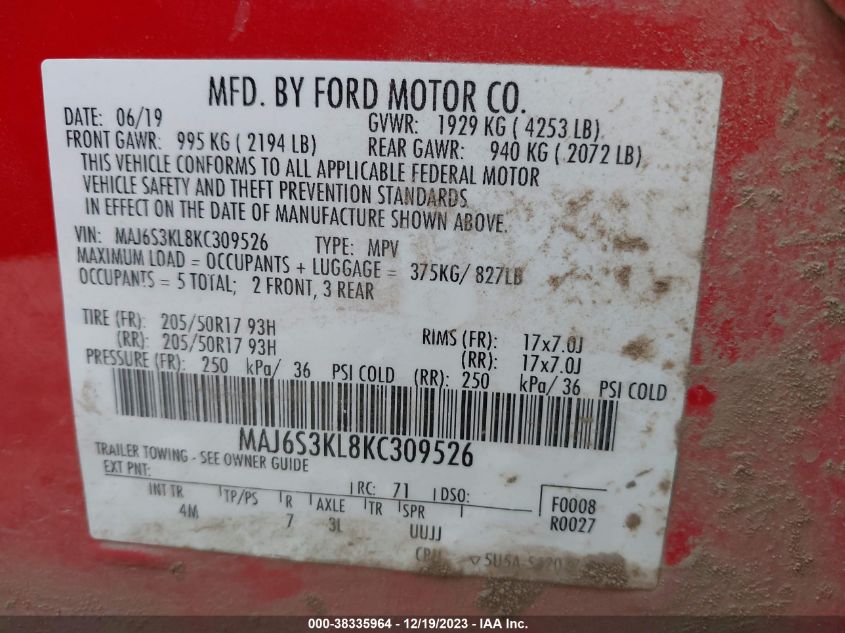 MFD. BY FORD MOTOR CO.
DATE: 06/19 GVWR: 1929 KG ( 4253 LB)
FRONT GAWR: 995 KG ( 2194 LB) REAR GAWR: 940 KG ( 2072 LB)
THIS VEHICLE CONFORMS TO ALL APPLICABLE FEDERAL MOTOR
VEHICLE SAFETY AND THEFT PREVENTION STANDARDS
IN EFFECT ON THE DATE OF MANUFACTURE SHOWN ABOVE.
VIN: MAJ6S3KL8KC309526 TYPE: MPV
MAXIMUM LOAD = OCCUPANTS + LUGGAGE = 375KG/ 827LB
OCCUPANTS = 5 TOTAL; 2 FRONT, 3 REAR
TIRE (FR): 205/50R17 93H RIMS (FR): 17x7.0J
(RR): 205/50R17 93H (RR): 17x7.0J
PRESSURE (FR): 250 kPa/ 36 PSI COLD (RR): 250 kPa/ 36 PSI COLD
MAJ6S3KL8KC309526
TRAILER TOWING - SEE OWNER GUIDE
EXT PNT: RC: 71 DSO: F0008
INT TR TP/PS R AXLE TR SPR R0027
4M 7 3L UUJJ
000-38335964 - 12/19/2023 - IAA Inc.